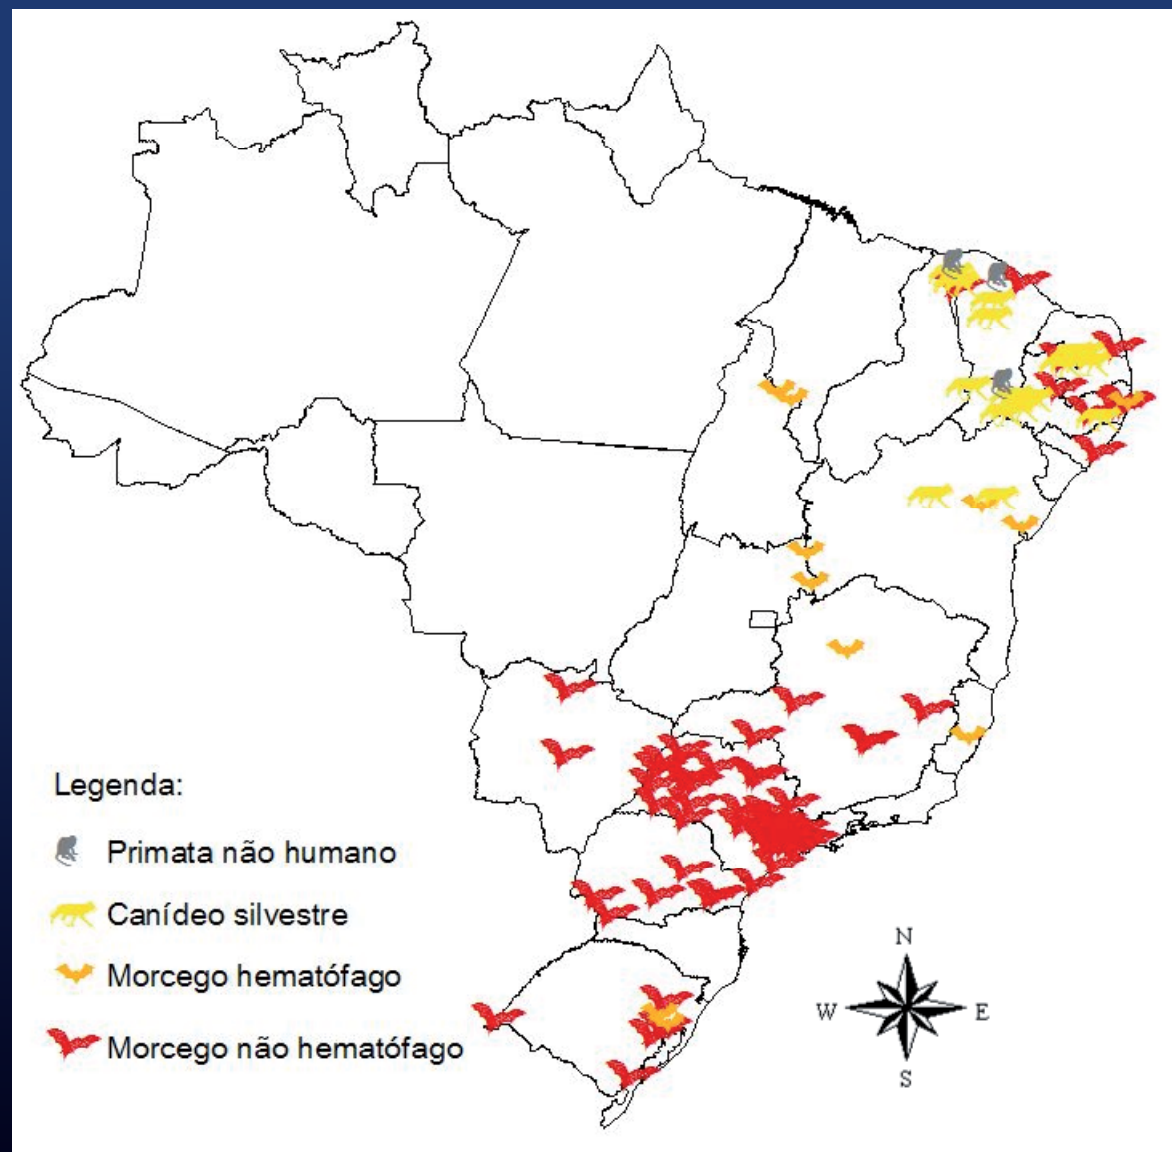 Legenda:
Primata não humano
Canídeo silvestre
Morcego hematófago
Morcego não hematófago
N
W
E
S